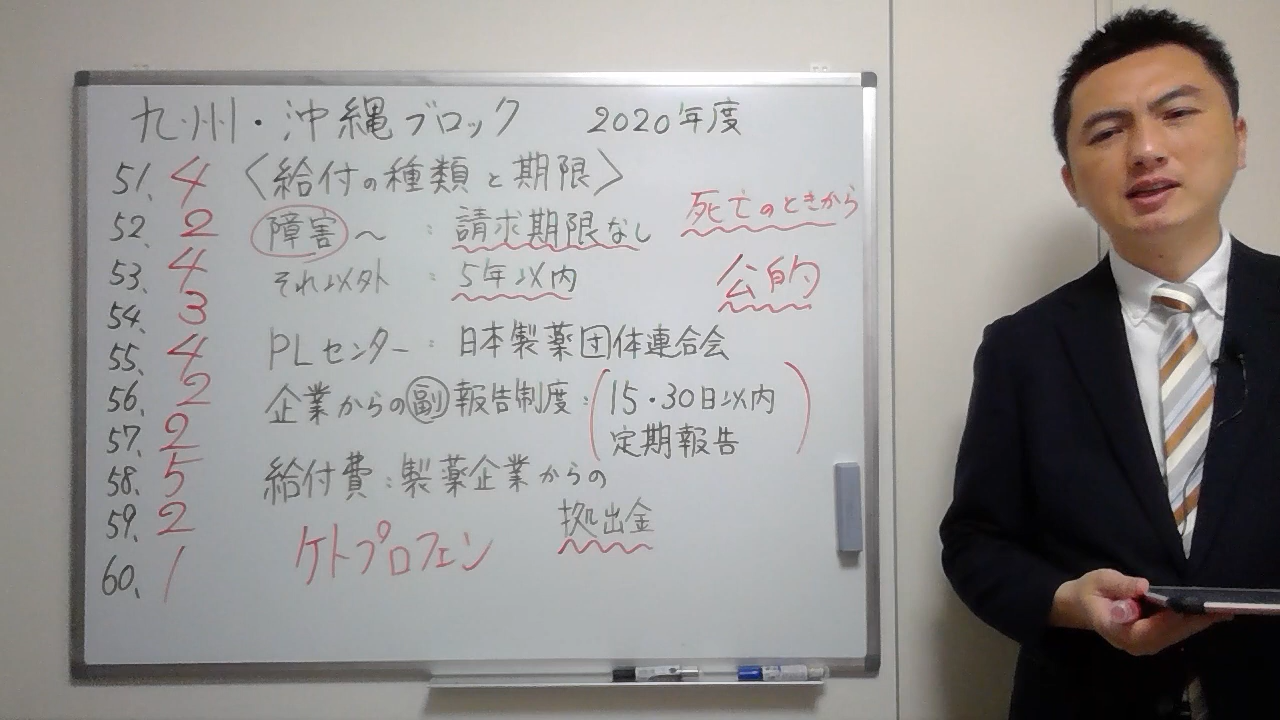 九州・沖縄ブロック 2020年度
51、 4 〈給付の種類と期限〉
52、 2 障害〜 : 請求期限なし 死亡のときから
53、 4 それ以外 : 5年以内 公的
54、 3
55、 4 PLセンター : 日本製薬団体連合会
56、 2 企業からの副報告制度 : (15・30日以内
57、 2 定期報告)
58、 5 給付費 : 製薬企業からの
59、 2 拠出金
60、 1 ケトプロフェン